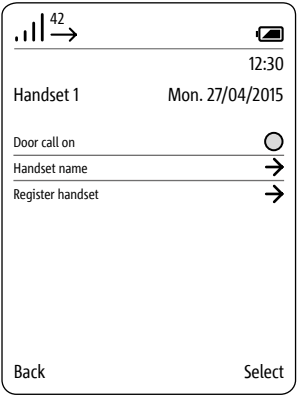 42
12:30
Handset 1 Mon. 27/04/2015
Door call on
Handset name
Register handset
Back Select